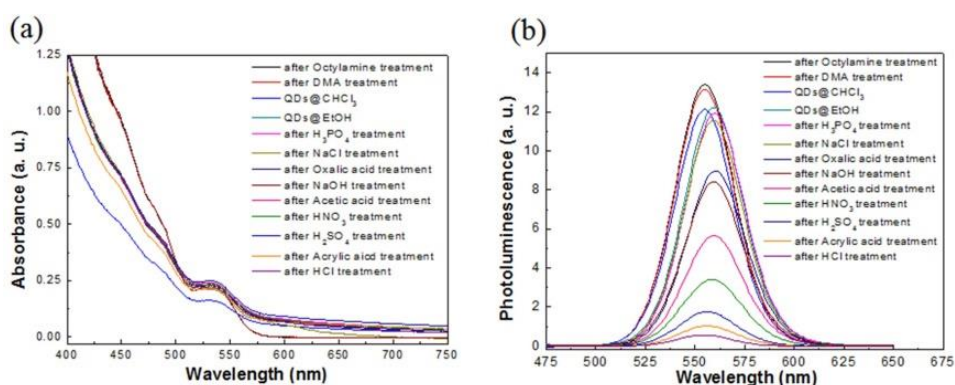 (a)
1.25
1.00
0.75
0.50
0.25
0.00
Absorbance (a. u.)
after Octylamine treatment
after DMA treatment
QDs@CHCl₃
QDs@EtOH
after H₃PO₄ treatment
after NaCl treatment
after Oxalic acid treatment
after NaOH treatment
after Acetic acid treatment
after HNO₃ treatment
after H₂SO₄ treatment
after Acrylic aicd treatment
after HCl treatment
400 450 500 550 600 650 700 750
Wavelength (nm)
(b)
14
12
10
8
6
4
2
0
Photoluminescence (a. u.)
after Octylamine treatment
after DMA treatment
QDs@CHCl₃
QDs@EtOH
after H₃PO₄ treatment
after NaCl treatment
after Oxalic acid treatment
after NaOH treatment
after Acetic acid treatment
after HNO₃ treatment
after H₂SO₄ treatment
after Acrylic acid treatment
after HCl treatment
475 500 525 550 575 600 625 650 675
Wavelength (nm)